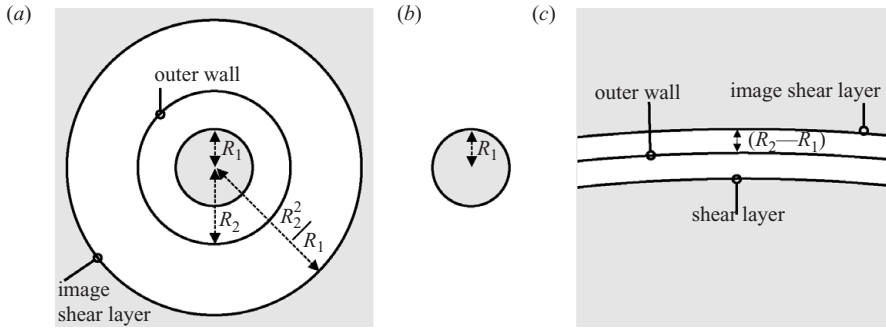 (a)
outer wall
R1
R2
R2^2/R1
image
shear layer
(b)
R1
(c)
outer wall
image shear layer
(R2—R1)
shear layer